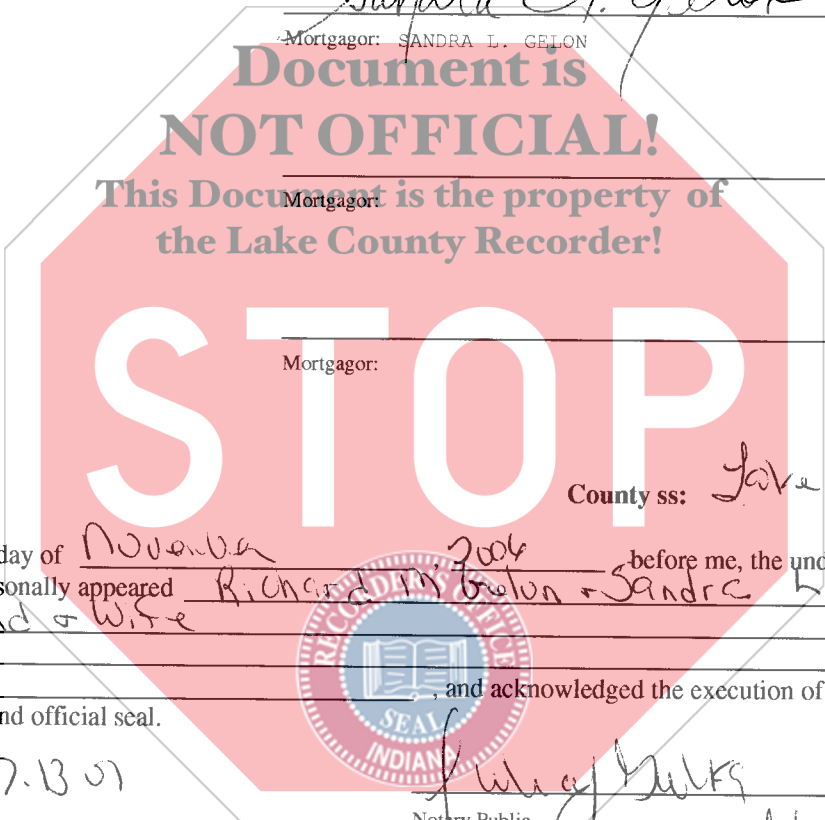 Mortgagor: SANDRA L. GELON
Document is
NOT OFFICIAL!
This Document is the property of
Mortgagor:
the Lake County Recorder!
STOP
Mortgagor:
County ss: Lake
day of November, 2006 before me, the und
sonally appeared Richard M Gelon + Sandra L
nd & Wife
, and acknowledged the execution of
nd official seal.
RECORDER'S OFFICE
SEAL
INDIANA
Notary Public